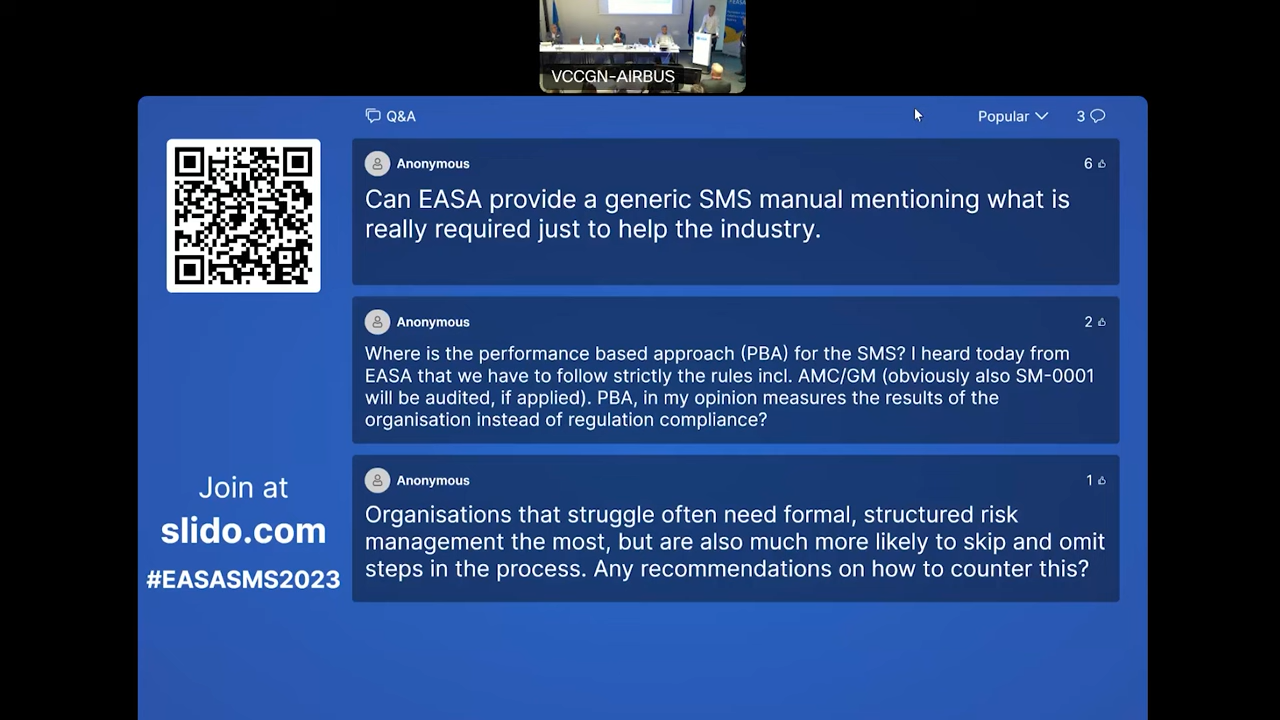 VCCGN-AIRBUS
Q&A
Popular
3
Anonymous
6
Can EASA provide a generic SMS manual mentioning what is
really required just to help the industry.
Anonymous
2
Where is the performance based approach (PBA) for the SMS? I heard today from
EASA that we have to follow strictly the rules incl. AMC/GM (obviously also SM-0001
will be audited, if applied). PBA, in my opinion measures the results of the
organisation instead of regulation compliance?
Anonymous
1
Organisations that struggle often need formal, structured risk
management the most, but are also much more likely to skip and omit
steps in the process. Any recommendations on how to counter this?
Join at
slido.com
#EASASMS2023